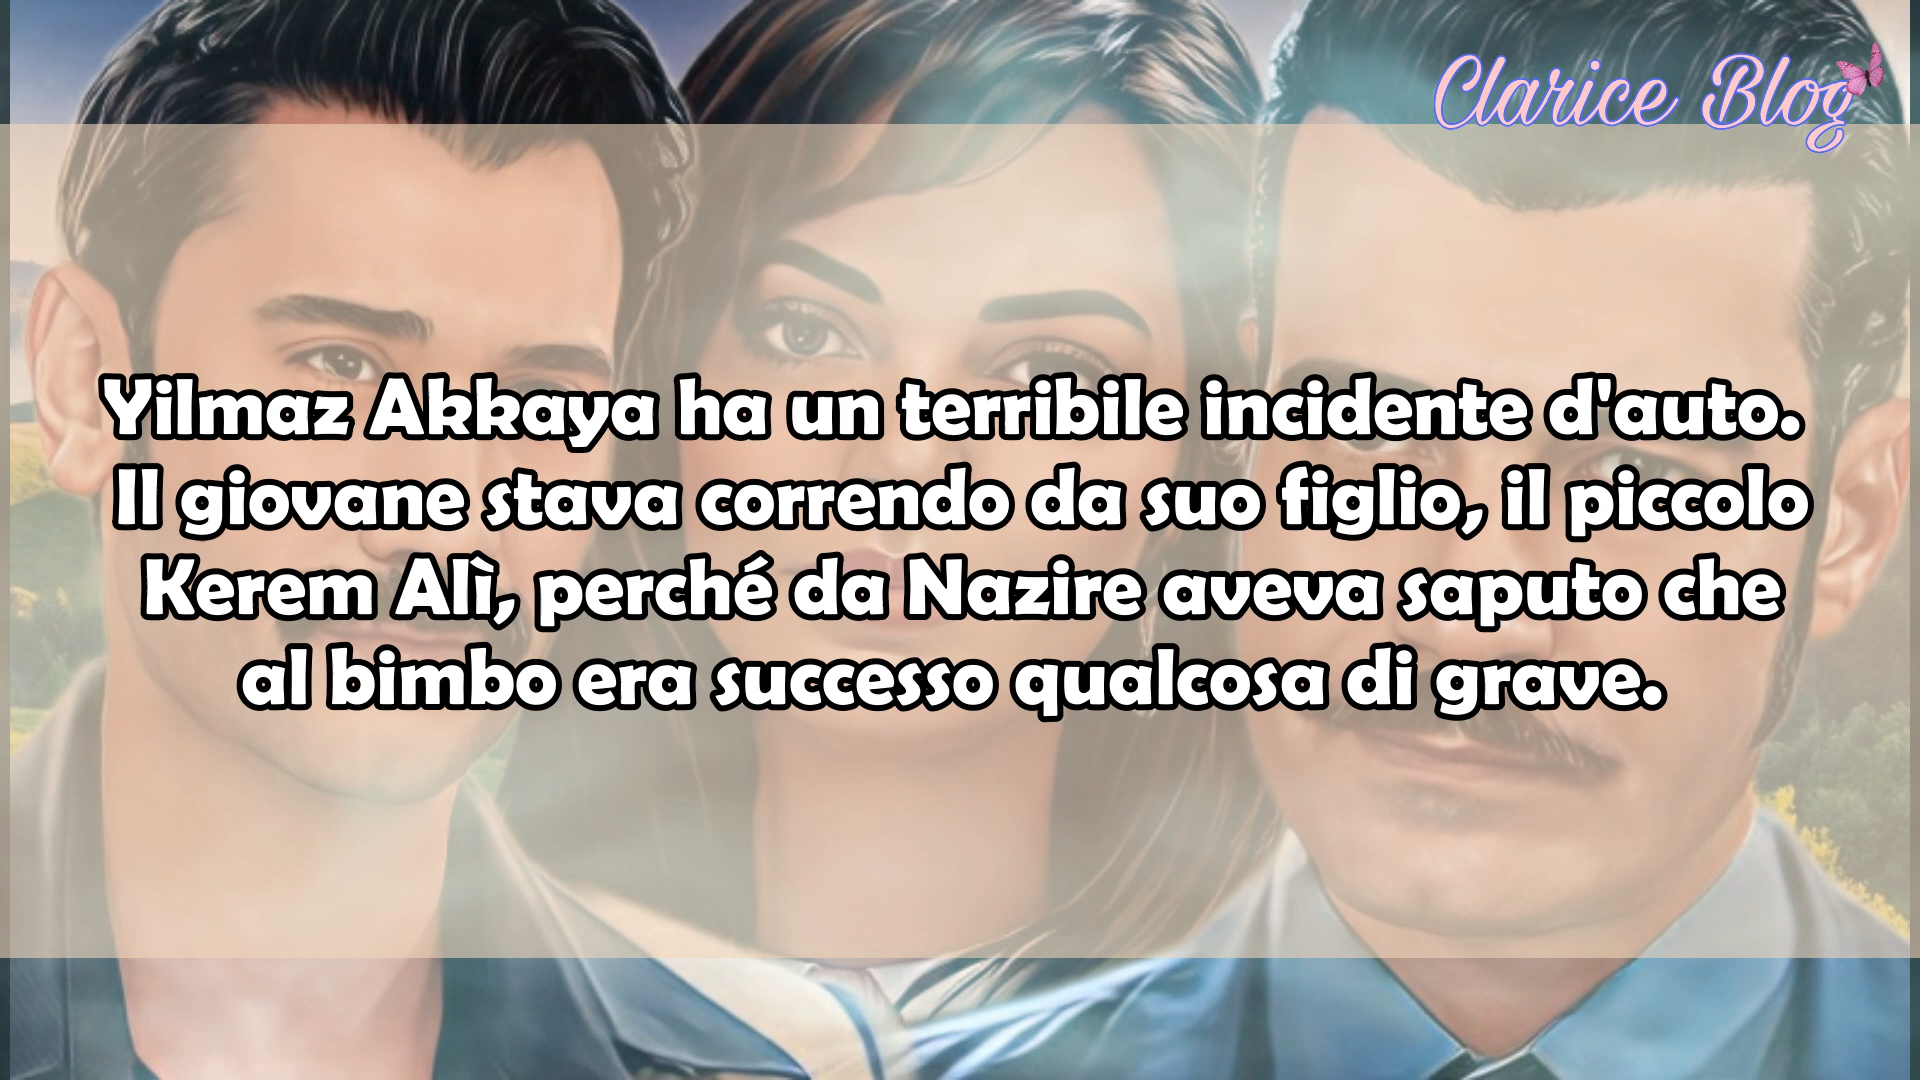 Clarice Blog
Yilmaz Akkaya ha un terribile incidente d'auto.
Il giovane stava correndo da suo figlio, il piccolo
Kerem Alì, perché da Nazire aveva saputo che
al bimbo era successo qualcosa di grave.